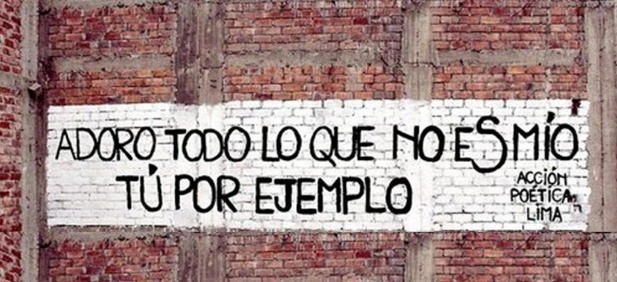 ADORO TODO LO QUE NO ES MÍO
TÚ POR EJEMPLO
ACCIÓN
POÉTICA
LIMA